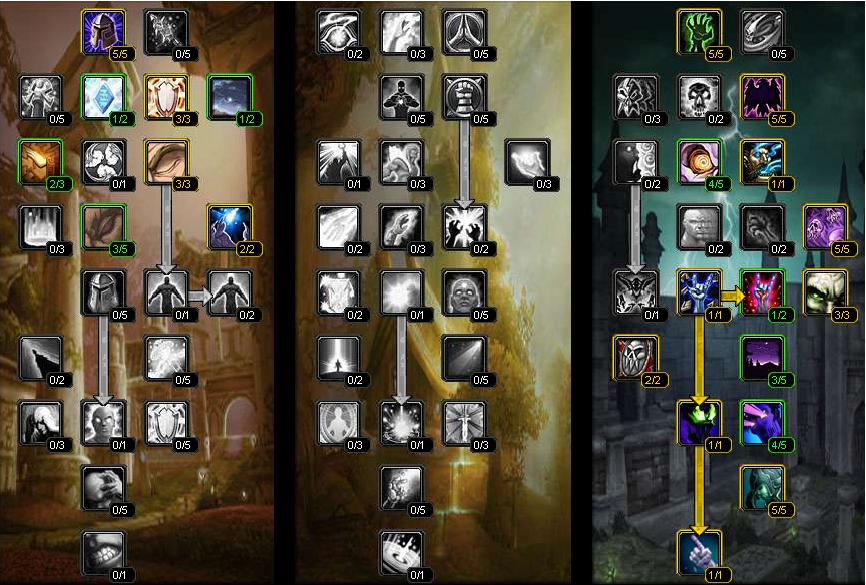 5/5 0/5 0/2 0/3 0/5 5/5 0/5
0/5 1/2 3/3 1/2 0/5 0/5 0/3 0/2 5/5
2/3 0/1 3/3 0/1 0/3 0/3 0/2 4/5 1/1
0/3 3/5 2/2 0/2 0/3 0/2 0/2 0/2 5/5
0/5 0/1 0/2 0/2 0/1 0/5 0/1 1/1 1/2 3/3
0/2 0/5 0/2 0/5 2/2 3/5
0/3 0/1 0/5 0/3 0/1 0/3 1/1 4/5
0/5 0/5 5/5
0/1 0/1 1/1